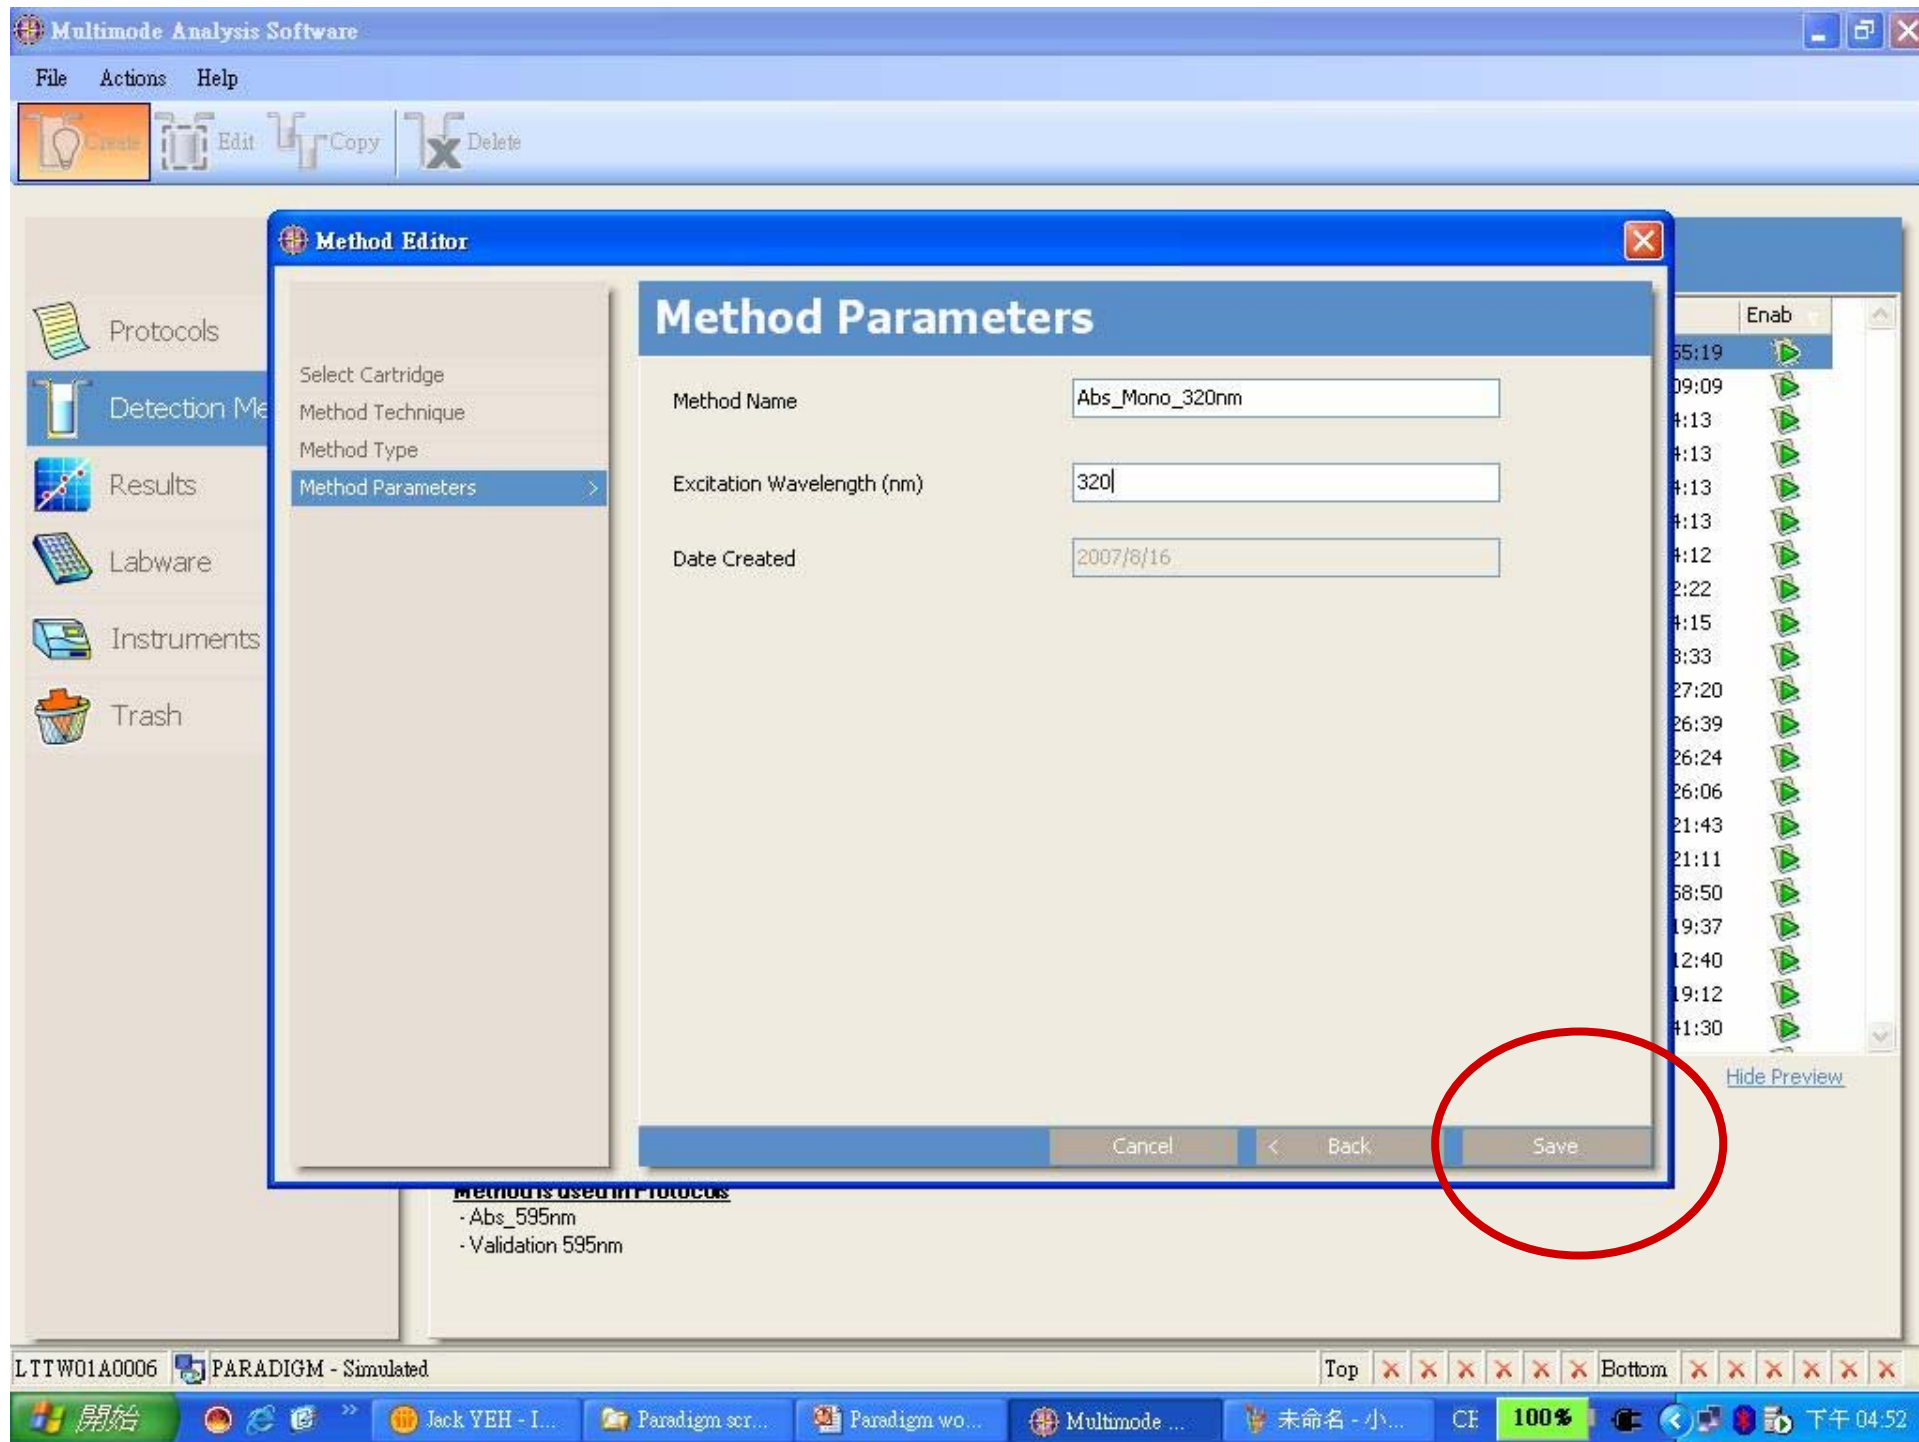 Multimode Analysis Software
File Actions Help
Create Edit Copy Delete
Method Editor
Protocols
Detection Me
Results
Labware
Instruments
Trash
Select Cartridge
Method Technique
Method Type
Method Parameters >
Method Parameters
Method Name Abs_Mono_320nm
Excitation Wavelength (nm) 320
Date Created 2007/8/16
Cancel < Back Save
Enab
55:19
09:09
4:13
4:13
4:13
4:13
4:12
2:22
4:15
3:33
27:20
26:39
26:24
26:06
21:43
21:11
58:50
19:37
12:40
19:12
41:30
Hide Preview
Method is used in Protocols
- Abs_595nm
- Validation 595nm
LTTW01A0006 PARADIGM - Simulated Top Bottom
開始 Jack YEH - I... Paradigm scr... Paradigm wo... Multimode ... 未命名 - 小... CH 100% 下午 04:52